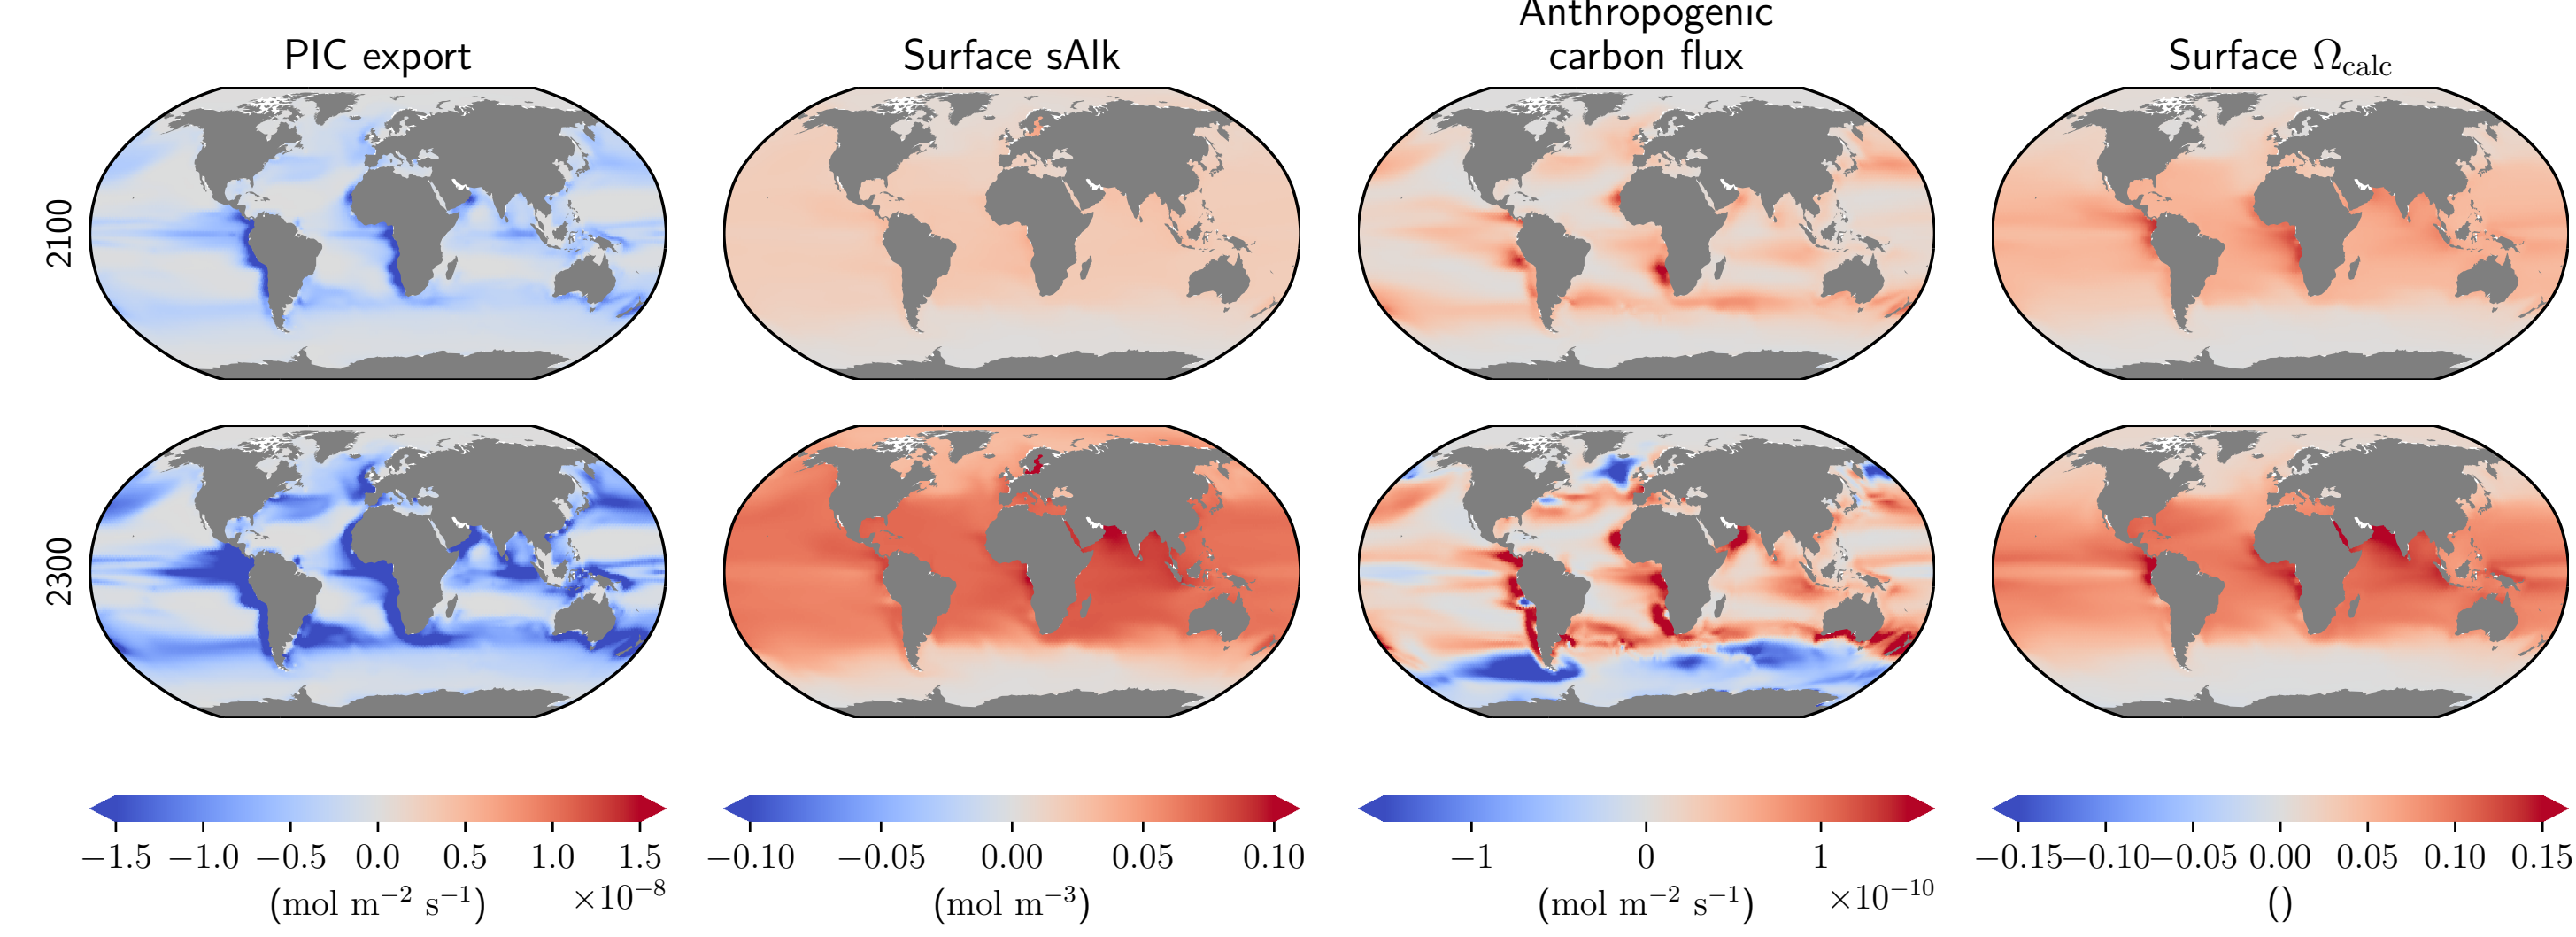 PIC export
Surface sAlk
Anthropogenic
carbon flux
Surface Ω_calc
2100
2300
−1.5 −1.0 −0.5 0.0 0.5 1.0 1.5
×10⁻⁸
(mol m⁻² s⁻¹)
−0.10 −0.05 0.00 0.05 0.10
(mol m⁻³)
−1 0 1
×10⁻¹⁰
(mol m⁻² s⁻¹)
−0.15 −0.10 −0.05 0.00 0.05 0.10 0.15
()